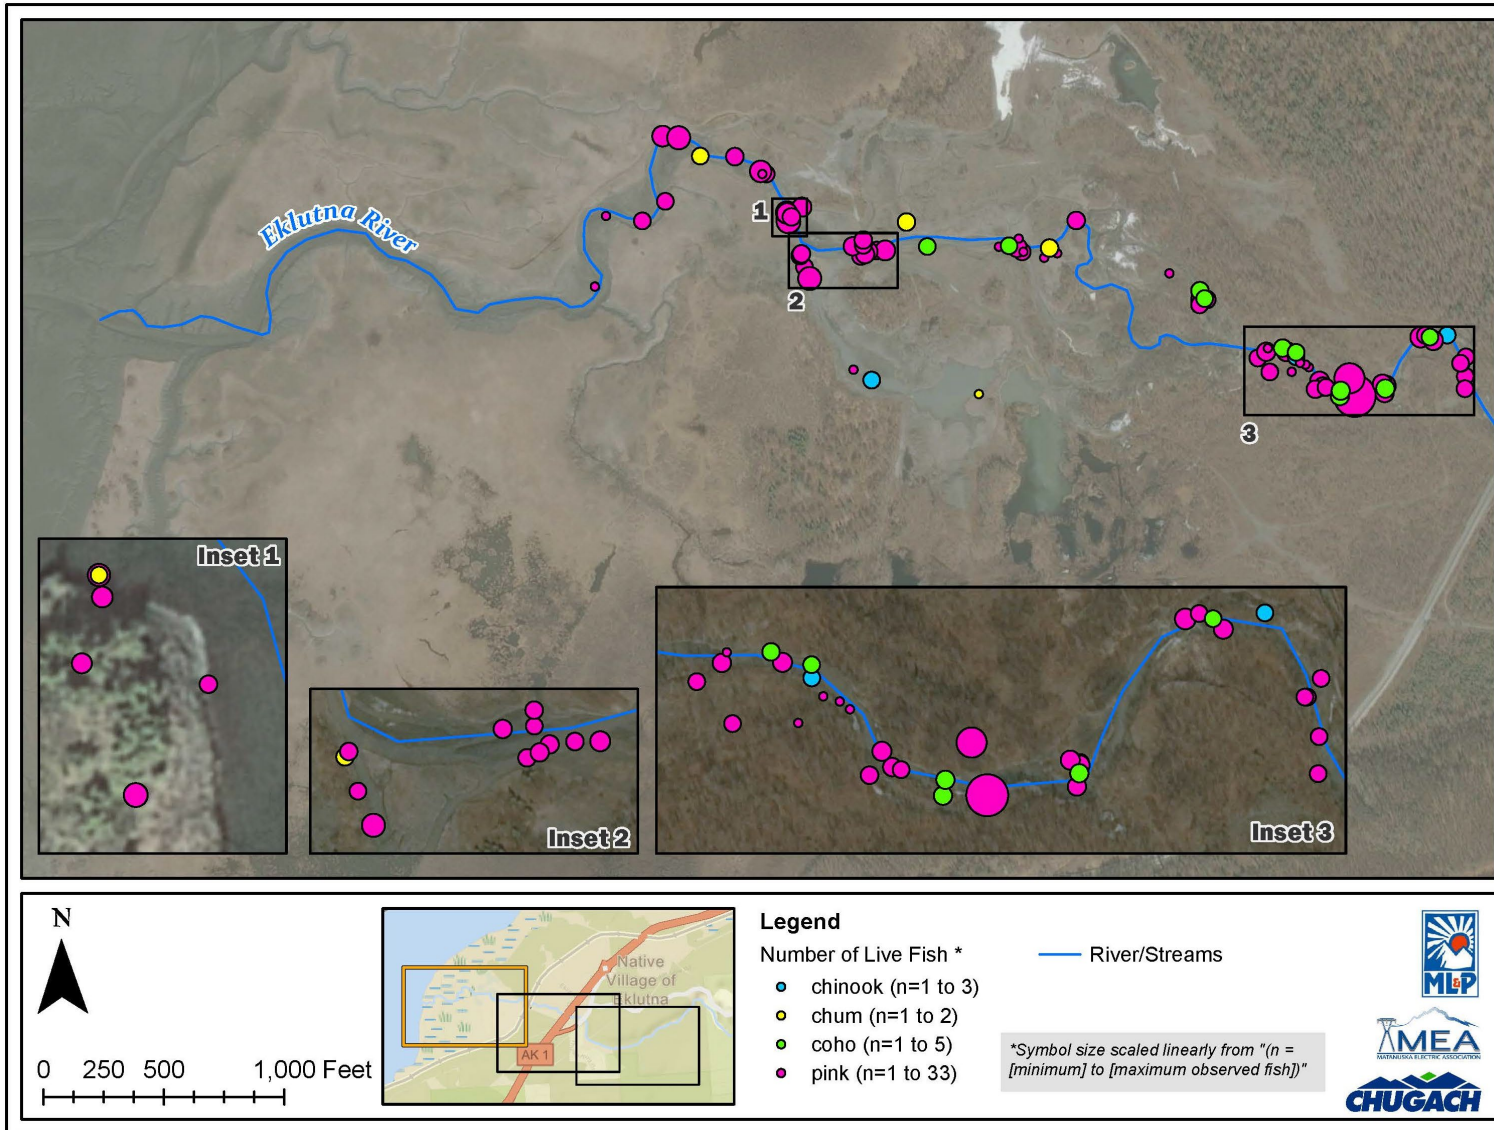 Eklutna River
1
2
3
Inset 1
Inset 2
Inset 3
N
0 250 500 1,000 Feet
Native
Village of
Eklutna
AK 1
Legend
Number of Live Fish *
chinook (n=1 to 3)
chum (n=1 to 2)
coho (n=1 to 5)
pink (n=1 to 33)
River/Streams
*Symbol size scaled linearly from "(n =
[minimum] to [maximum observed fish])"
ML&P
MEA
MATANUSKA ELECTRIC ASSOCIATION
CHUGACH